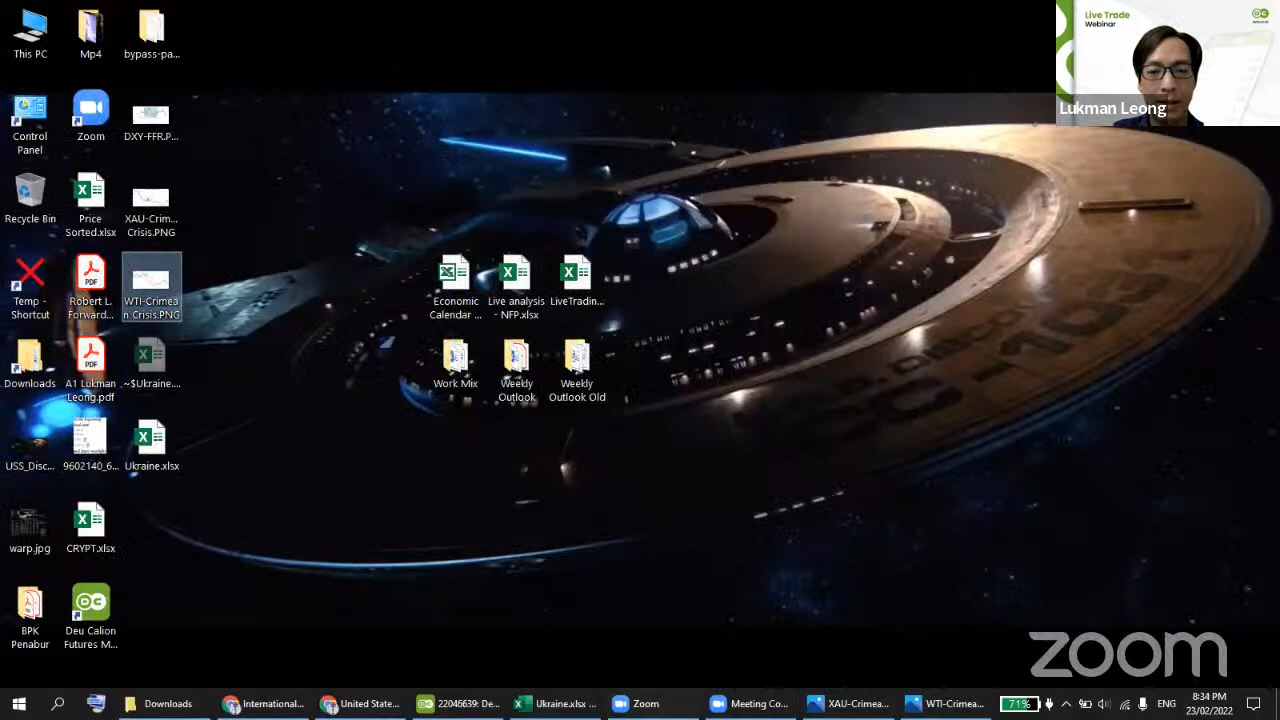 This PC
Mp4
bypass-pa...
Live Trade
Webinar
Lukman Leong
Control
Panel
Zoom
DXY-FFR.P...
Recycle Bin
Price
Sorted.xlsx
XAU-Crim...
Crisis.PNG
Temp -
Shortcut
PDF
Robert L.
Forward...
WTI-Crimea
n Crisis.PNG
Economic
Calendar ...
Live analysis
- NFP.xlsx
LiveTradin...
Downloads
PDF
A1 Lukman
Leong.pdf
~$Ukraine....
Work Mix
Weekly
Outlook
Weekly
Outlook Old
USS_Disc...
9602140_6...
Ukraine.xlsx
warp.jpg
CRYPT.xlsx
BPK
Penabur
Deu Calion
Futures M...
zoom
Downloads
International...
United State...
22045639: De...
Ukraine.xlsx ...
Zoom
Meeting Co...
XAU-Crimea...
WTI-Crimea...
71%
ENG
8:34 PM
23/02/2022